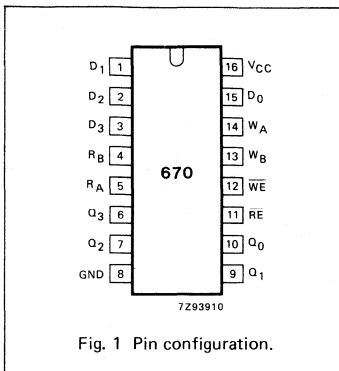 D1 1 16 VCC
D2 2 15 D0
D3 3 14 WA
RB 4 13 WB
670
RA 5 12 WE
Q3 6 11 RE
Q2 7 10 Q0
GND 8 9 Q1
7Z93910
Fig. 1 Pin configuration.